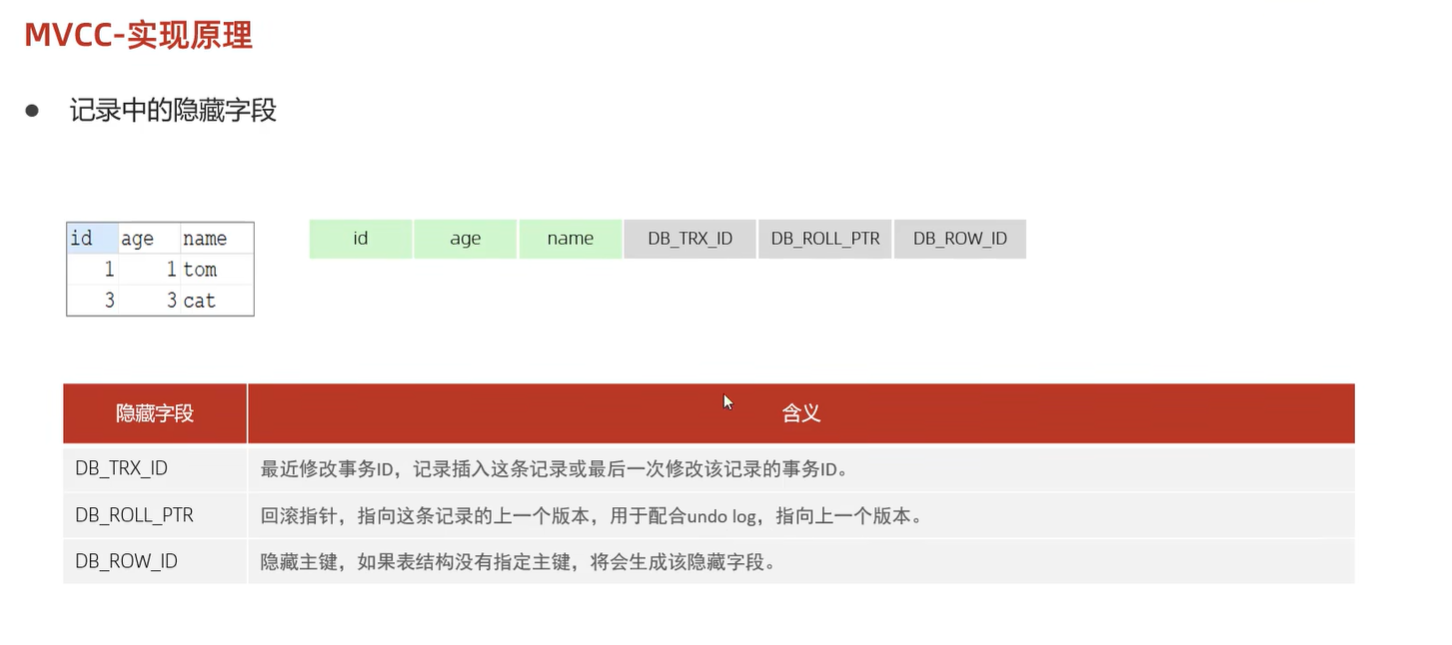 MVCC-实现原理
● 记录中的隐藏字段
id age name
1 1 tom
3 3 cat
id age name DB_TRX_ID DB_ROLL_PTR DB_ROW_ID
隐藏字段 含义
DB_TRX_ID 最近修改事务ID，记录插入这条记录或最后一次修改该记录的事务ID。
DB_ROLL_PTR 回滚指针，指向这条记录的上一个版本，用于配合undo log，指向上一个版本。
DB_ROW_ID 隐藏主键，如果表结构没有指定主键，将会生成该隐藏字段。